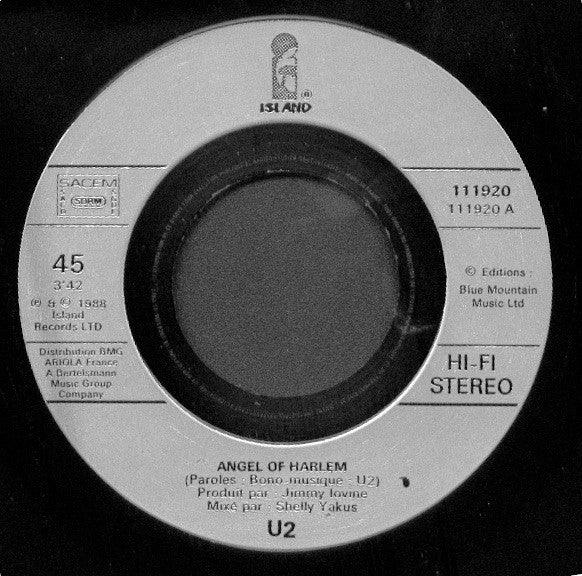 ®
ISLAND
SACEM
SACD
SDRM
SGDL
111920
111920 A
45
3'42
℗ & © 1988
Island
Records LTD
© Editions :
Blue Mountain
Music Ltd
Distribution BMG
ARIOLA France
A Bertelsmann
Music Group
Company
HI-FI
STEREO
ANGEL OF HARLEM
(Paroles : Bono-musique - U2)
Produit par : Jimmy Iovine
Mixé par : Shelly Yakus
U2